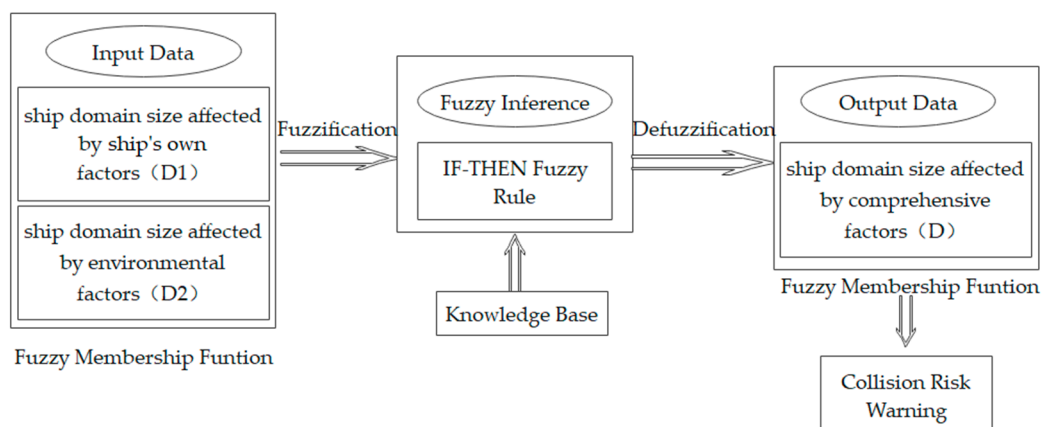 Input Data
ship domain size affected
by ship's own
factors（D1）
ship domain size affected
by environmental
factors（D2）
Fuzzy Membership Funtion
Fuzzification
Fuzzy Inference
IF-THEN Fuzzy
Rule
Knowledge Base
Defuzzification
Output Data
ship domain size affected
by comprehensive
factors（D）
Fuzzy Membership Funtion
Collision Risk
Warning